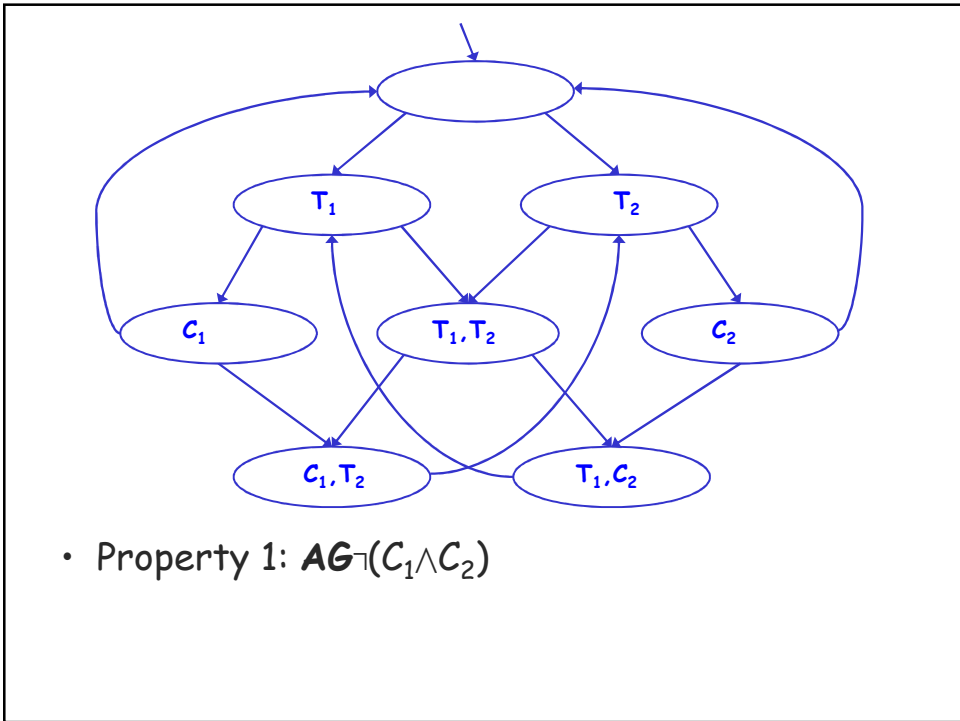 T₁ T₂
C₁ T₁,T₂ C₂
C₁,T₂ T₁,C₂
• Property 1: AG¬(C₁∧C₂)